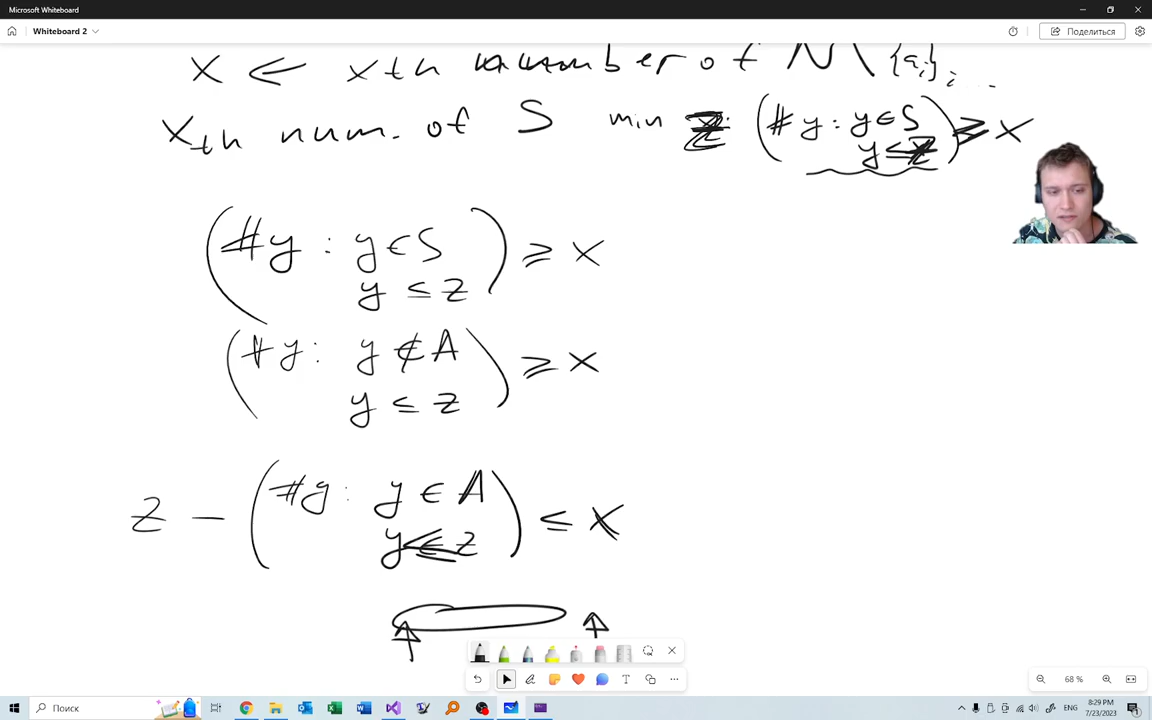 Microsoft Whiteboard
Whiteboard 2
Поделиться
X ← xth number of N \ {a_i}_i ...
X_th num. of S min z: (#y : y ∈ S
y ≤ z) ≥ X
(#y : y ∈ S
y ≤ z) ≥ X
(#y : y ∉ A
y ≤ z) ≥ X
z − (#y : y ∈ A
y ≤ z) ≤ X
68 %
Поиск
ENG
8:29 PM
7/23/2023